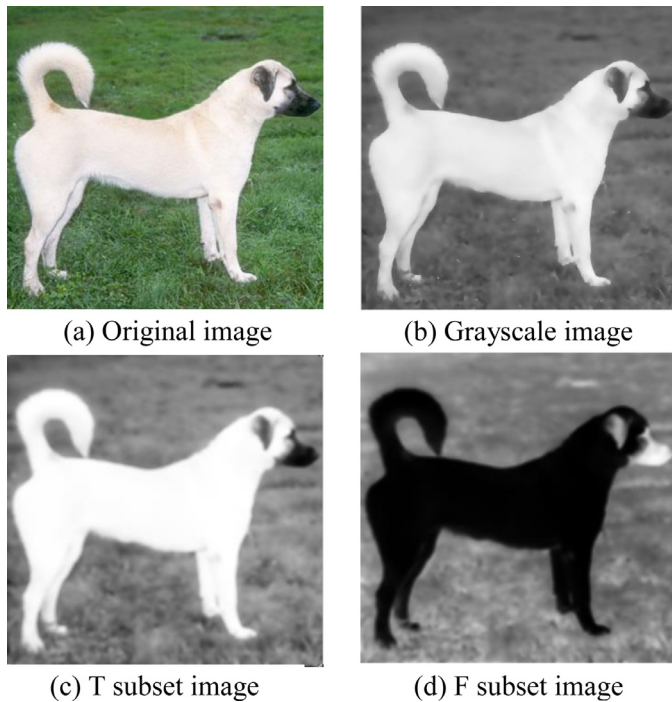 (a) Original image
(b) Grayscale image
(c) T subset image
(d) F subset image